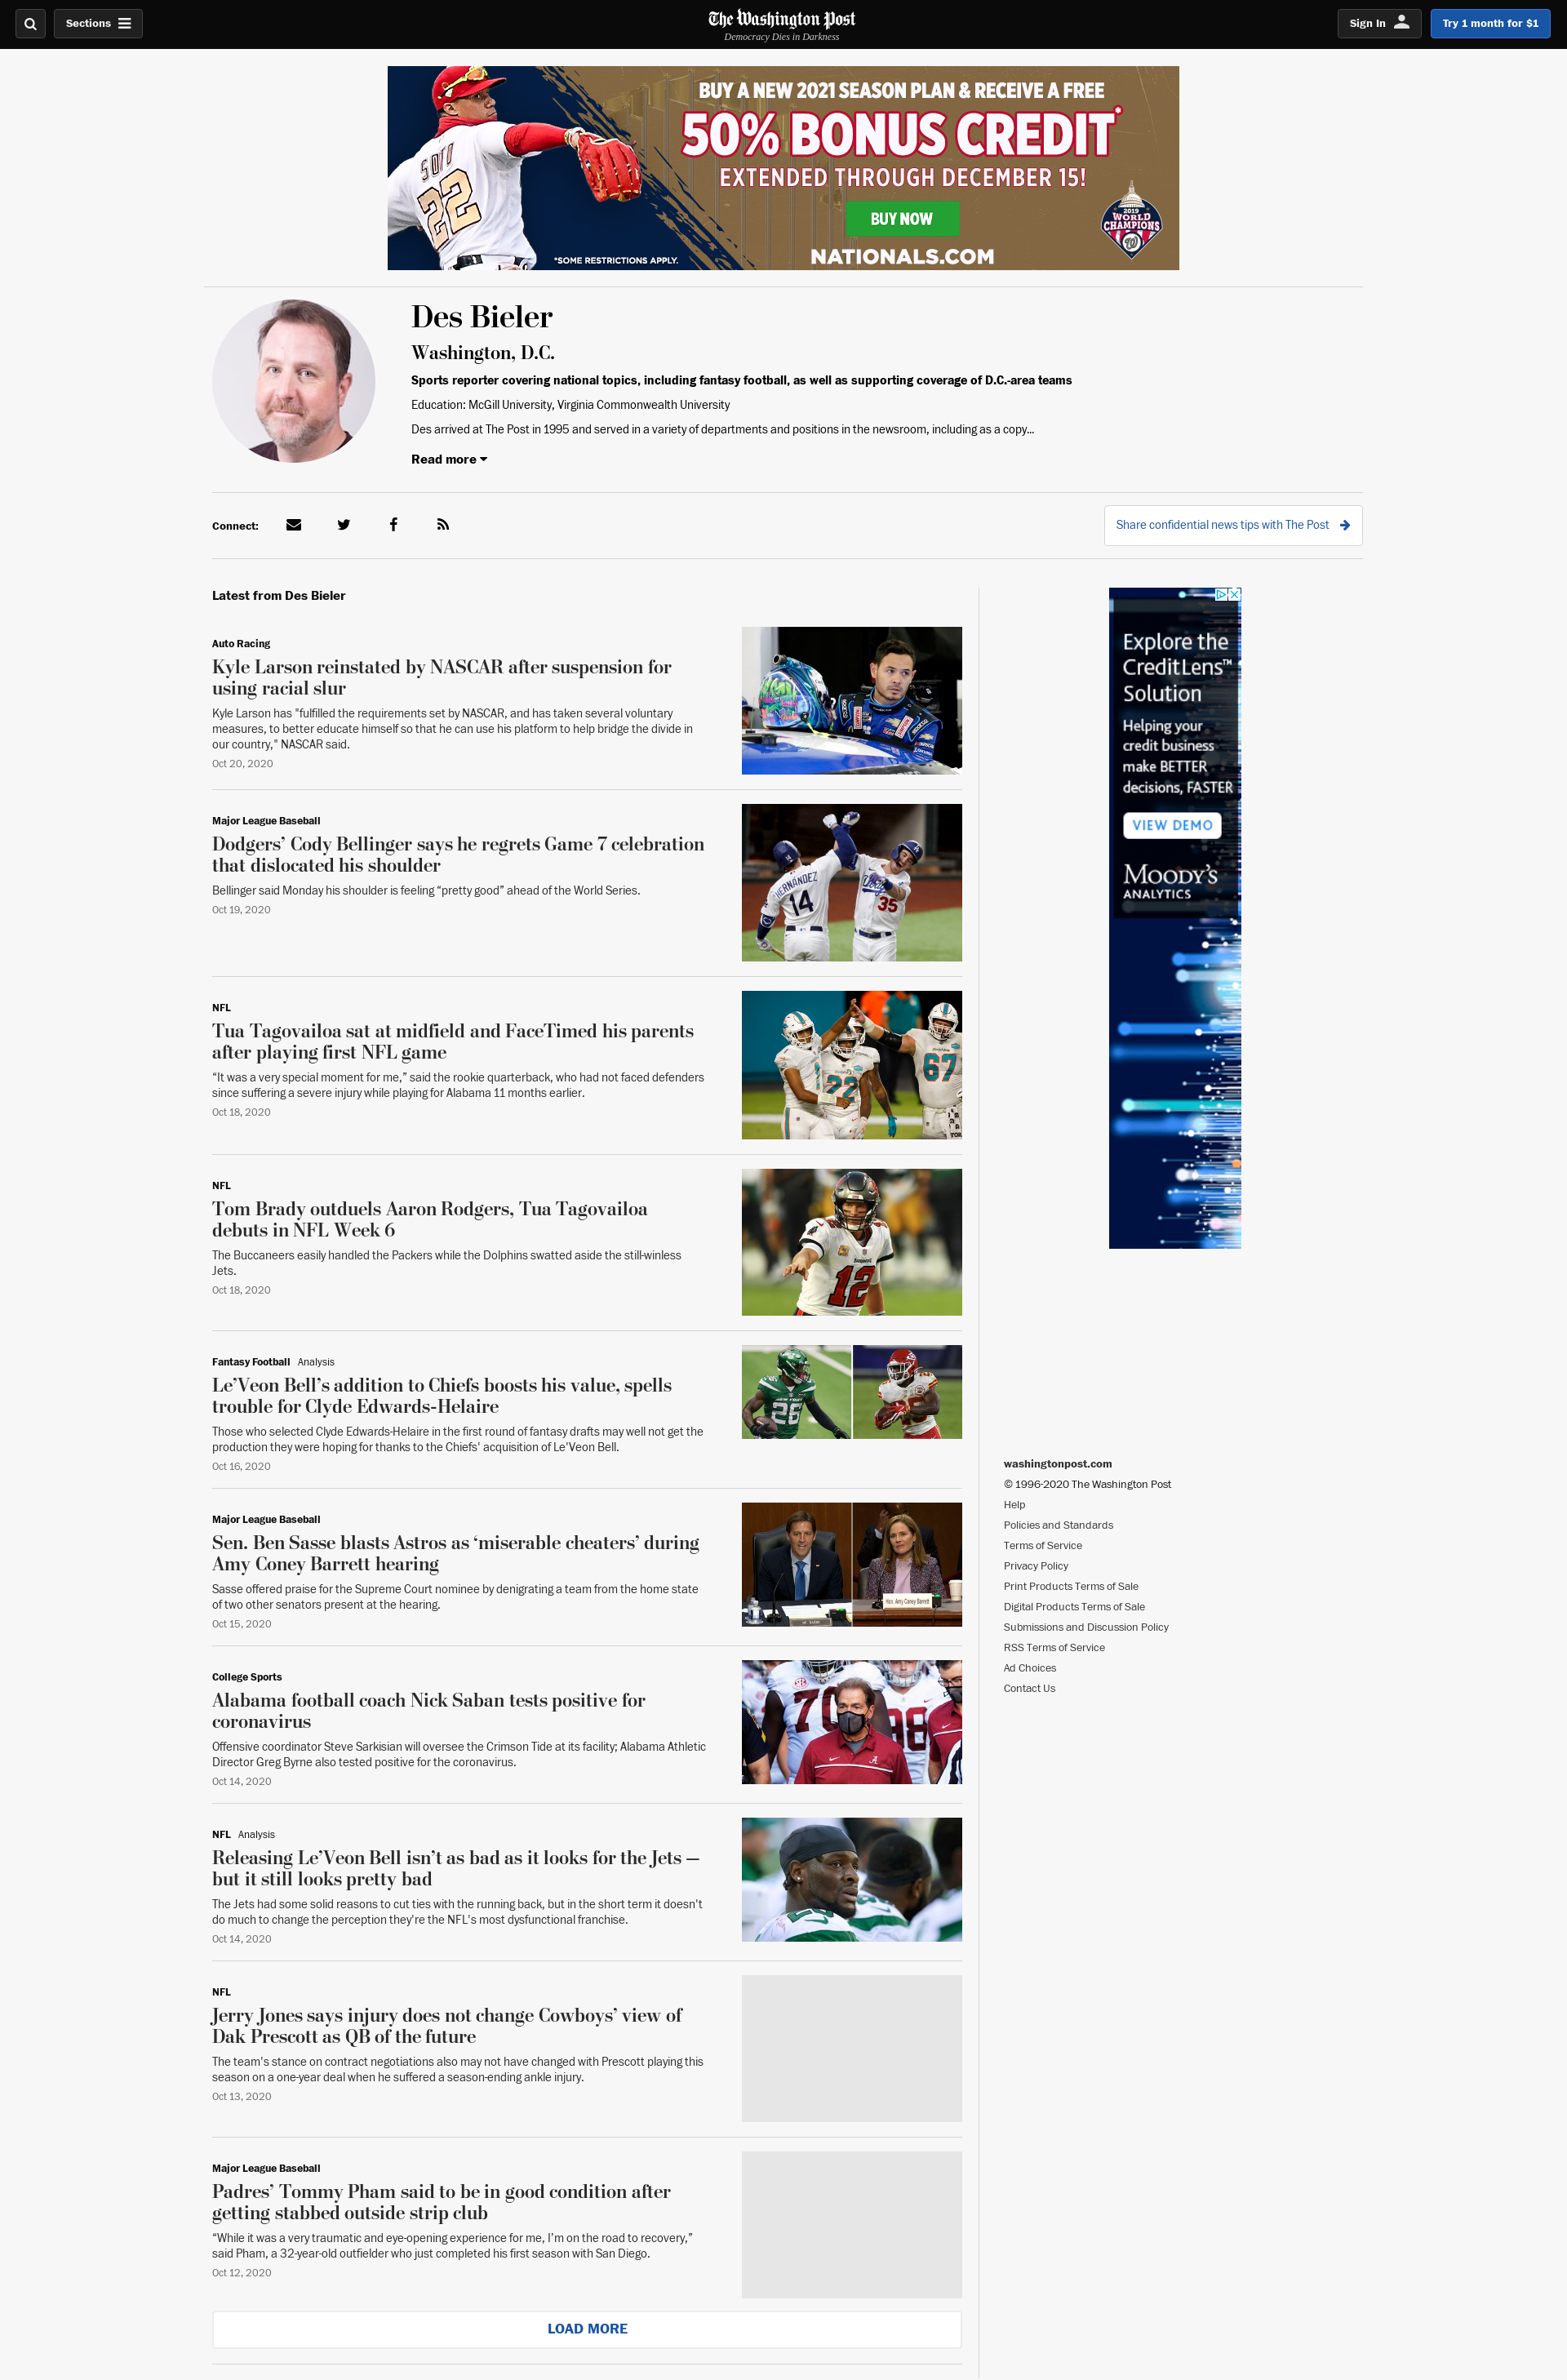 Sections
The Washington Post
Democracy Dies in Darkness
Sign In
Try 1 month for $1
BUY A NEW 2021 SEASON PLAN & RECEIVE A FREE
50% BONUS CREDIT*
EXTENDED THROUGH DECEMBER 15!
BUY NOW
*SOME RESTRICTIONS APPLY.
NATIONALS.COM
SOTO
22
2019
WORLD
CHAMPIONS
W
Des Bieler
Washington, D.C.
Sports reporter covering national topics, including fantasy football, as well as supporting coverage of D.C.-area teams
Education: McGill University, Virginia Commonwealth University
Des arrived at The Post in 1995 and served in a variety of departments and positions in the newsroom, including as a copy...
Read more
Connect:
Share confidential news tips with The Post
Latest from Des Bieler
Auto Racing
Kyle Larson reinstated by NASCAR after suspension for
using racial slur
Kyle Larson has "fulfilled the requirements set by NASCAR, and has taken several voluntary
measures, to better educate himself so that he can use his platform to help bridge the divide in
our country," NASCAR said.
Oct 20, 2020
Major League Baseball
Dodgers’ Cody Bellinger says he regrets Game 7 celebration
that dislocated his shoulder
Bellinger said Monday his shoulder is feeling “pretty good” ahead of the World Series.
Oct 19, 2020
HERNÁNDEZ
14
35
NFL
Tua Tagovailoa sat at midfield and FaceTimed his parents
after playing first NFL game
“It was a very special moment for me,” said the rookie quarterback, who had not faced defenders
since suffering a severe injury while playing for Alabama 11 months earlier.
Oct 18, 2020
22
67
NFL
Tom Brady outduels Aaron Rodgers, Tua Tagovailoa
debuts in NFL Week 6
The Buccaneers easily handled the Packers while the Dolphins swatted aside the still-winless
Jets.
Oct 18, 2020
12
Fantasy Football Analysis
Le’Veon Bell’s addition to Chiefs boosts his value, spells
trouble for Clyde Edwards-Helaire
Those who selected Clyde Edwards-Helaire in the first round of fantasy drafts may well not get the
production they were hoping for thanks to the Chiefs' acquisition of Le'Veon Bell.
Oct 16, 2020
26
Major League Baseball
Sen. Ben Sasse blasts Astros as ‘miserable cheaters’ during
Amy Coney Barrett hearing
Sasse offered praise for the Supreme Court nominee by denigrating a team from the home state
of two other senators present at the hearing.
Oct 15, 2020
Hon. Amy Coney Barrett
College Sports
Alabama football coach Nick Saban tests positive for
coronavirus
Offensive coordinator Steve Sarkisian will oversee the Crimson Tide at its facility; Alabama Athletic
Director Greg Byrne also tested positive for the coronavirus.
Oct 14, 2020
NFL Analysis
Releasing Le’Veon Bell isn’t as bad as it looks for the Jets —
but it still looks pretty bad
The Jets had some solid reasons to cut ties with the running back, but in the short term it doesn't
do much to change the perception they're the NFL's most dysfunctional franchise.
Oct 14, 2020
NFL
Jerry Jones says injury does not change Cowboys’ view of
Dak Prescott as QB of the future
The team's stance on contract negotiations also may not have changed with Prescott playing this
season on a one-year deal when he suffered a season-ending ankle injury.
Oct 13, 2020
Major League Baseball
Padres’ Tommy Pham said to be in good condition after
getting stabbed outside strip club
“While it was a very traumatic and eye-opening experience for me, I’m on the road to recovery,”
said Pham, a 32-year-old outfielder who just completed his first season with San Diego.
Oct 12, 2020
LOAD MORE
Explore the
CreditLens™
Solution
Helping your
credit business
make BETTER
decisions, FASTER
VIEW DEMO
MOODY'S
ANALYTICS
washingtonpost.com
© 1996-2020 The Washington Post
Help
Policies and Standards
Terms of Service
Privacy Policy
Print Products Terms of Sale
Digital Products Terms of Sale
Submissions and Discussion Policy
RSS Terms of Service
Ad Choices
Contact Us